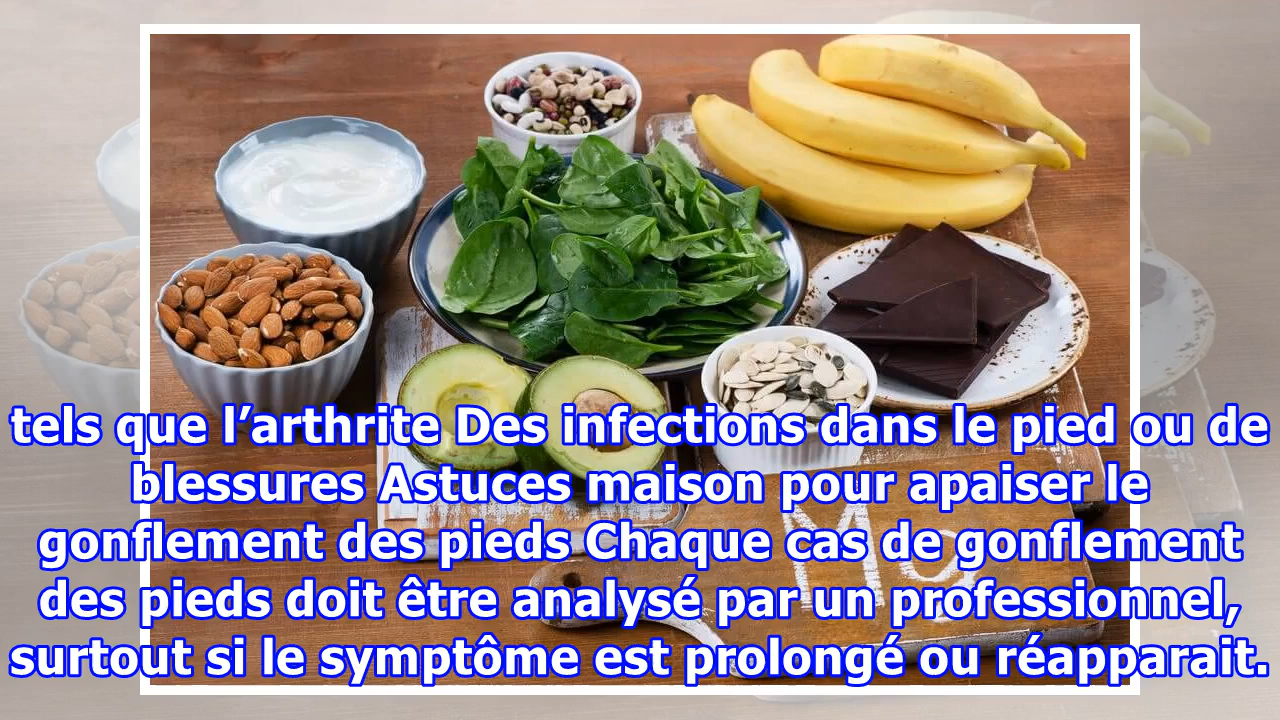 tels que l’arthrite Des infections dans le pied ou de
blessures Astuces maison pour apaiser le
gonflement des pieds Chaque cas de gonflement
des pieds doit être analysé par un professionnel,
surtout si le symptôme est prolongé ou réapparait.
Mg